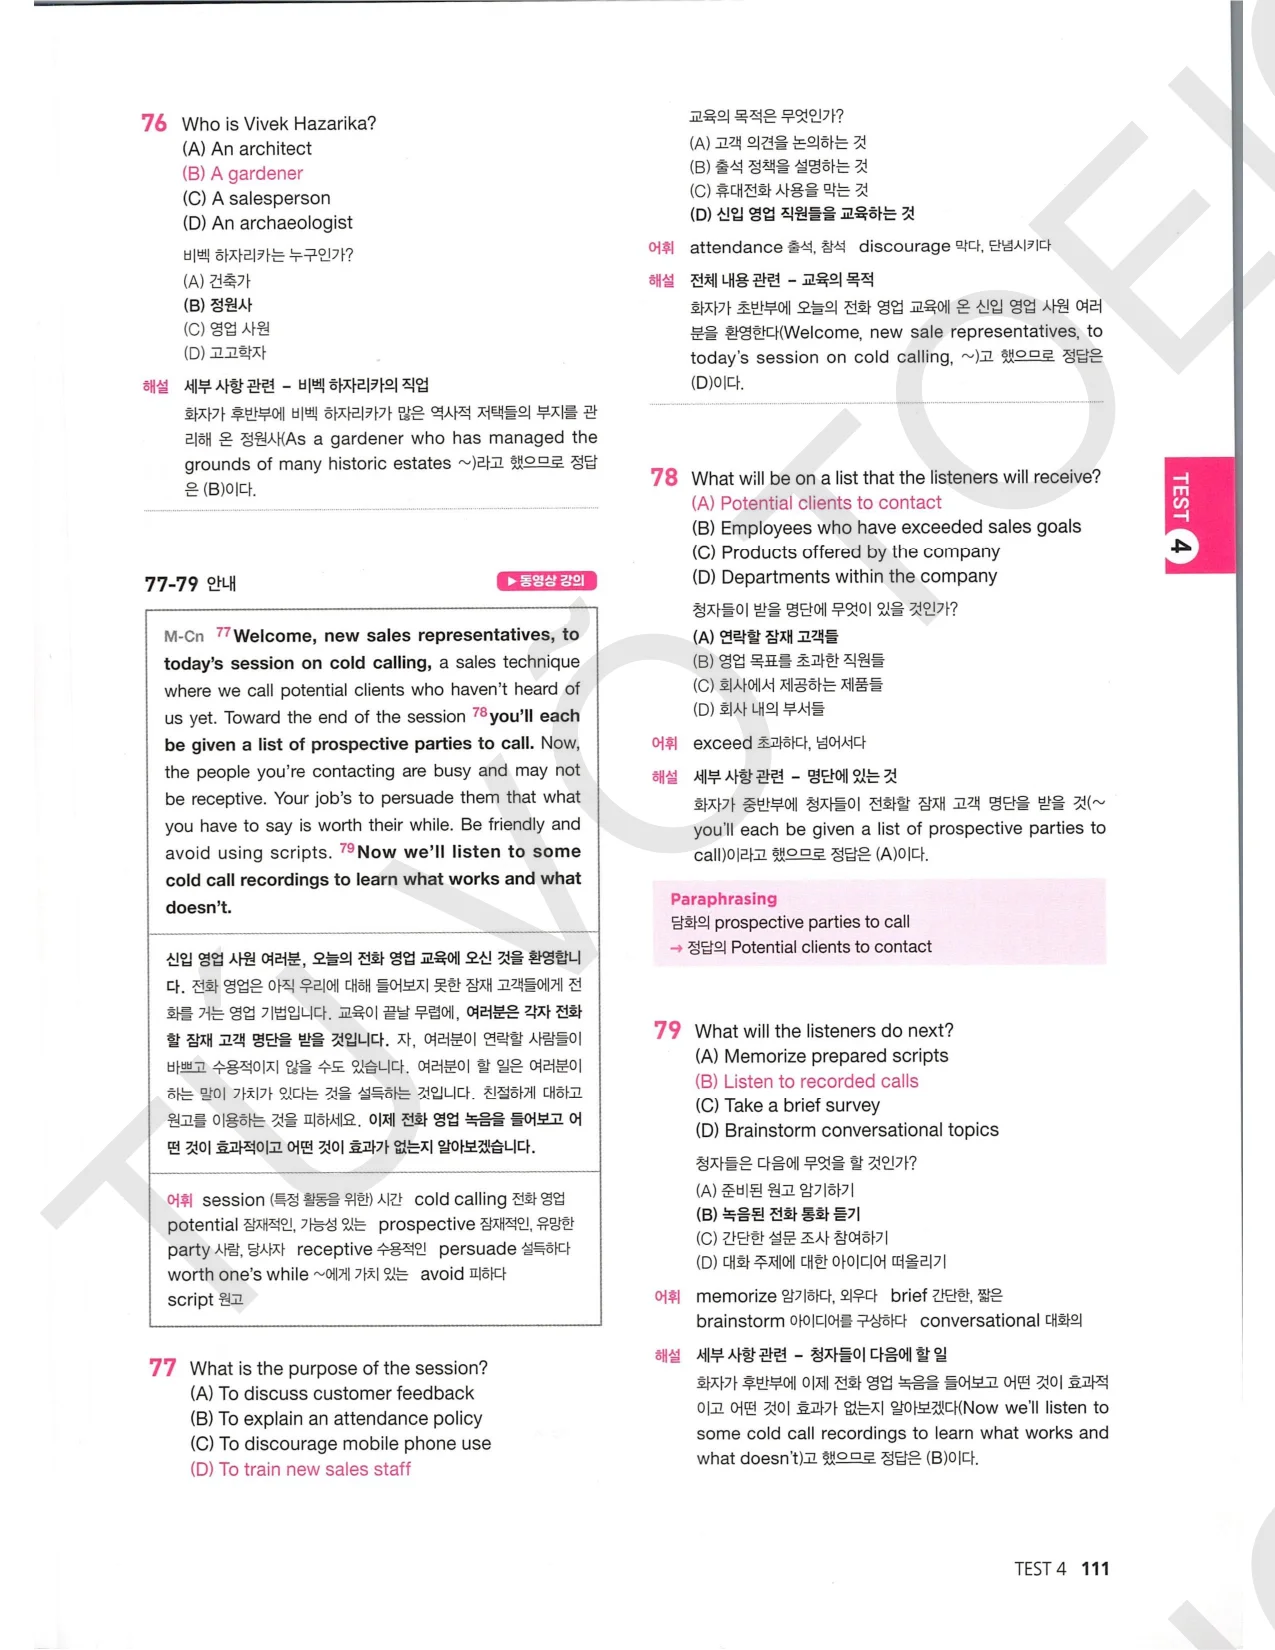 76 Who is Vivek Hazarika?
(A) An architect
(B) A gardener
(C) A salesperson
(D) An archaeologist
비벡 하자리카는 누구인가?
(A) 건축가
(B) 정원사
(C) 영업 사원
(D) 고고학자
해설 세부 사항 관련 – 비벡 하자리카의 직업
화자가 후반부에 비벡 하자리카가 많은 역사적 저택들의 부지를 관
리해 온 정원사(As a gardener who has managed the
grounds of many historic estates ~)라고 했으므로 정답
은 (B)이다.
77-79 안내
▶ 동영상 강의
M-Cn 77Welcome, new sales representatives, to
today's session on cold calling, a sales technique
where we call potential clients who haven't heard of
us yet. Toward the end of the session 78you'll each
be given a list of prospective parties to call. Now,
the people you're contacting are busy and may not
be receptive. Your job's to persuade them that what
you have to say is worth their while. Be friendly and
avoid using scripts. 79Now we'll listen to some
cold call recordings to learn what works and what
doesn't.
신입 영업 사원 여러분, 오늘의 전화 영업 교육에 오신 것을 환영합니
다. 전화 영업은 아직 우리에 대해 들어보지 못한 잠재 고객들에게 전
화를 거는 영업 기법입니다. 교육이 끝날 무렵에, 여러분은 각자 전화
할 잠재 고객 명단을 받을 것입니다. 자, 여러분이 연락할 사람들이
바쁘고 수용적이지 않을 수도 있습니다. 여러분이 할 일은 여러분이
하는 말이 가치가 있다는 것을 설득하는 것입니다. 친절하게 대하고
원고를 이용하는 것을 피하세요. 이제 전화 영업 녹음을 들어보고 어
떤 것이 효과적이고 어떤 것이 효과가 없는지 알아보겠습니다.
어휘 session (특정 활동을 위한) 시간 cold calling 전화 영업
potential 잠재적인, 가능성 있는 prospective 잠재적인, 유망한
party 사람, 당사자 receptive 수용적인 persuade 설득하다
worth one's while ~에게 가치 있는 avoid 피하다
script 원고
77 What is the purpose of the session?
(A) To discuss customer feedback
(B) To explain an attendance policy
(C) To discourage mobile phone use
(D) To train new sales staff
교육의 목적은 무엇인가?
(A) 고객 의견을 논의하는 것
(B) 출석 정책을 설명하는 것
(C) 휴대전화 사용을 막는 것
(D) 신입 영업 직원들을 교육하는 것
어휘 attendance 출석, 참석 discourage 막다, 단념시키다
해설 전체 내용 관련 – 교육의 목적
화자가 초반부에 오늘의 전화 영업 교육에 온 신입 영업 사원 여러
분을 환영한다(Welcome, new sale representatives, to
today's session on cold calling, ~)고 했으므로 정답은
(D)이다.
78 What will be on a list that the listeners will receive?
(A) Potential clients to contact
(B) Employees who have exceeded sales goals
(C) Products offered by the company
(D) Departments within the company
청자들이 받을 명단에 무엇이 있을 것인가?
(A) 연락할 잠재 고객들
(B) 영업 목표를 초과한 직원들
(C) 회사에서 제공하는 제품들
(D) 회사 내의 부서들
어휘 exceed 초과하다, 넘어서다
해설 세부 사항 관련 – 명단에 있는 것
화자가 중반부에 청자들이 전화할 잠재 고객 명단을 받을 것(~
you'll each be given a list of prospective parties to
call)이라고 했으므로 정답은 (A)이다.
Paraphrasing
담화의 prospective parties to call
→ 정답의 Potential clients to contact
79 What will the listeners do next?
(A) Memorize prepared scripts
(B) Listen to recorded calls
(C) Take a brief survey
(D) Brainstorm conversational topics
청자들은 다음에 무엇을 할 것인가?
(A) 준비된 원고 암기하기
(B) 녹음된 전화 통화 듣기
(C) 간단한 설문 조사 참여하기
(D) 대화 주제에 대한 아이디어 떠올리기
어휘 memorize 암기하다, 외우다 brief 간단한, 짧은
brainstorm 아이디어를 구상하다 conversational 대화의
해설 세부 사항 관련 – 청자들이 다음에 할 일
화자가 후반부에 이제 전화 영업 녹음을 들어보고 어떤 것이 효과적
이고 어떤 것이 효과가 없는지 알아보겠다(Now we'll listen to
some cold call recordings to learn what works and
what doesn't)고 했으므로 정답은 (B)이다.
TEST 4
TEST 4 111
TÚ VÕ TOEIC